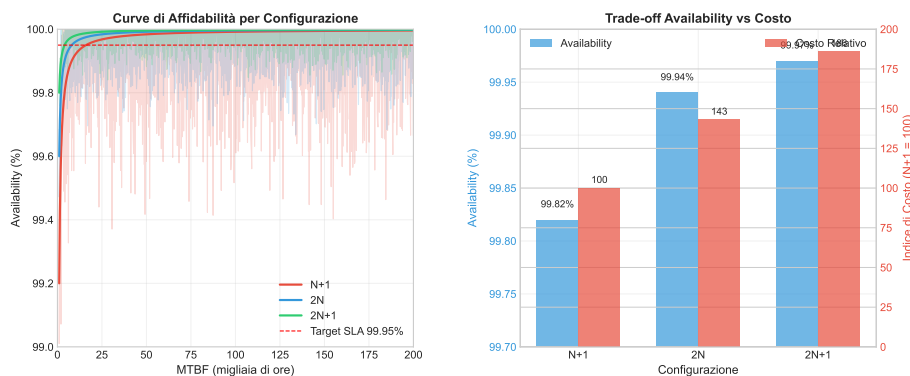 Curve di Affidabilità per Configurazione
100.0
99.8
99.6
99.4
99.2
99.0
Availability (%)
0
25
50
75
100
125
150
175
200
MTBF (migliaia di ore)
N+1
2N
2N+1
Target SLA 99.95%
Trade-off Availability vs Costo
Availability
Costo Relativo
100.00
99.95
99.90
99.85
99.80
99.75
99.70
Availability (%)
99.82%
100
99.94%
143
99.97%
N+1
2N
2N+1
Configurazione
200
175
150
125
100
75
50
25
0
Indice di Costo (N+1 = 100)